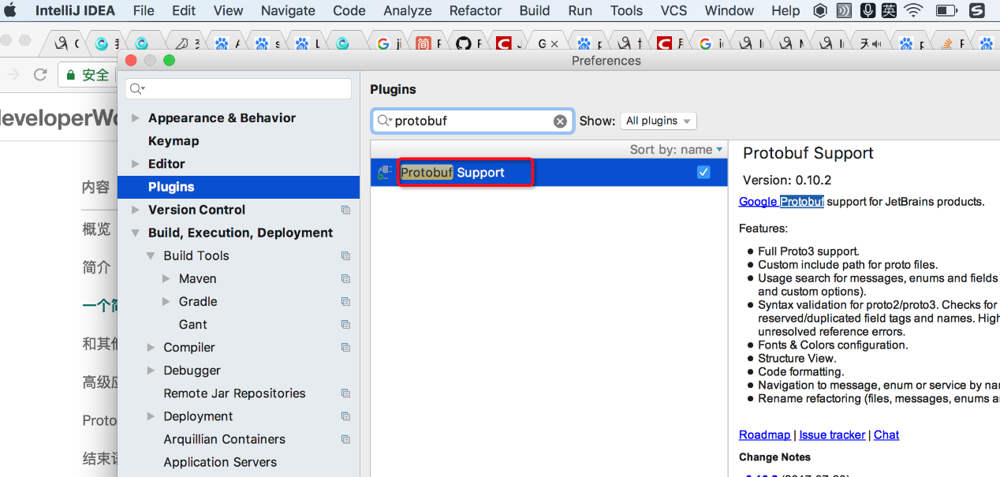 IntelliJ IDEA File Edit View Navigate Code Analyze Refactor Build Run Tools VCS Window Help 英
安全
Preferences
Plugins
protobuf Show: All plugins
Sort by: name
Protobuf Support
Appearance & Behavior
Keymap
Editor
Plugins
Version Control
Build, Execution, Deployment
Build Tools
Maven
Gradle
Gant
Compiler
Debugger
Remote Jar Repositories
Deployment
Arquillian Containers
Application Servers
内容
概览
简介
一个简
和其他
高级应
Proto
结束语
Protobuf Support
Version: 0.10.2
Google Protobuf support for JetBrains products.
Features:
Full Proto3 support.
Custom include path for proto files.
Usage search for messages, enums and fields
and custom options).
Syntax validation for proto2/proto3. Checks for
reserved/duplicated field tags and names. High
unresolved reference errors.
Fonts & Colors configuration.
Structure View.
Code formatting.
Navigation to message, enum or service by na
Rename refactoring (files, messages, enums a
Roadmap | Issue tracker | Chat
Change Notes